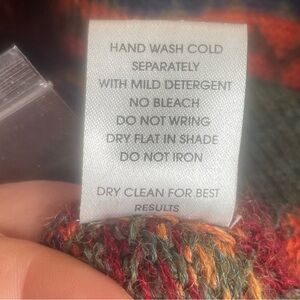 HAND WASH COLD
SEPARATELY
WITH MILD DETERGENT
NO BLEACH
DO NOT WRING
DRY FLAT IN SHADE
DO NOT IRON
DRY CLEAN FOR BEST
RESULTS